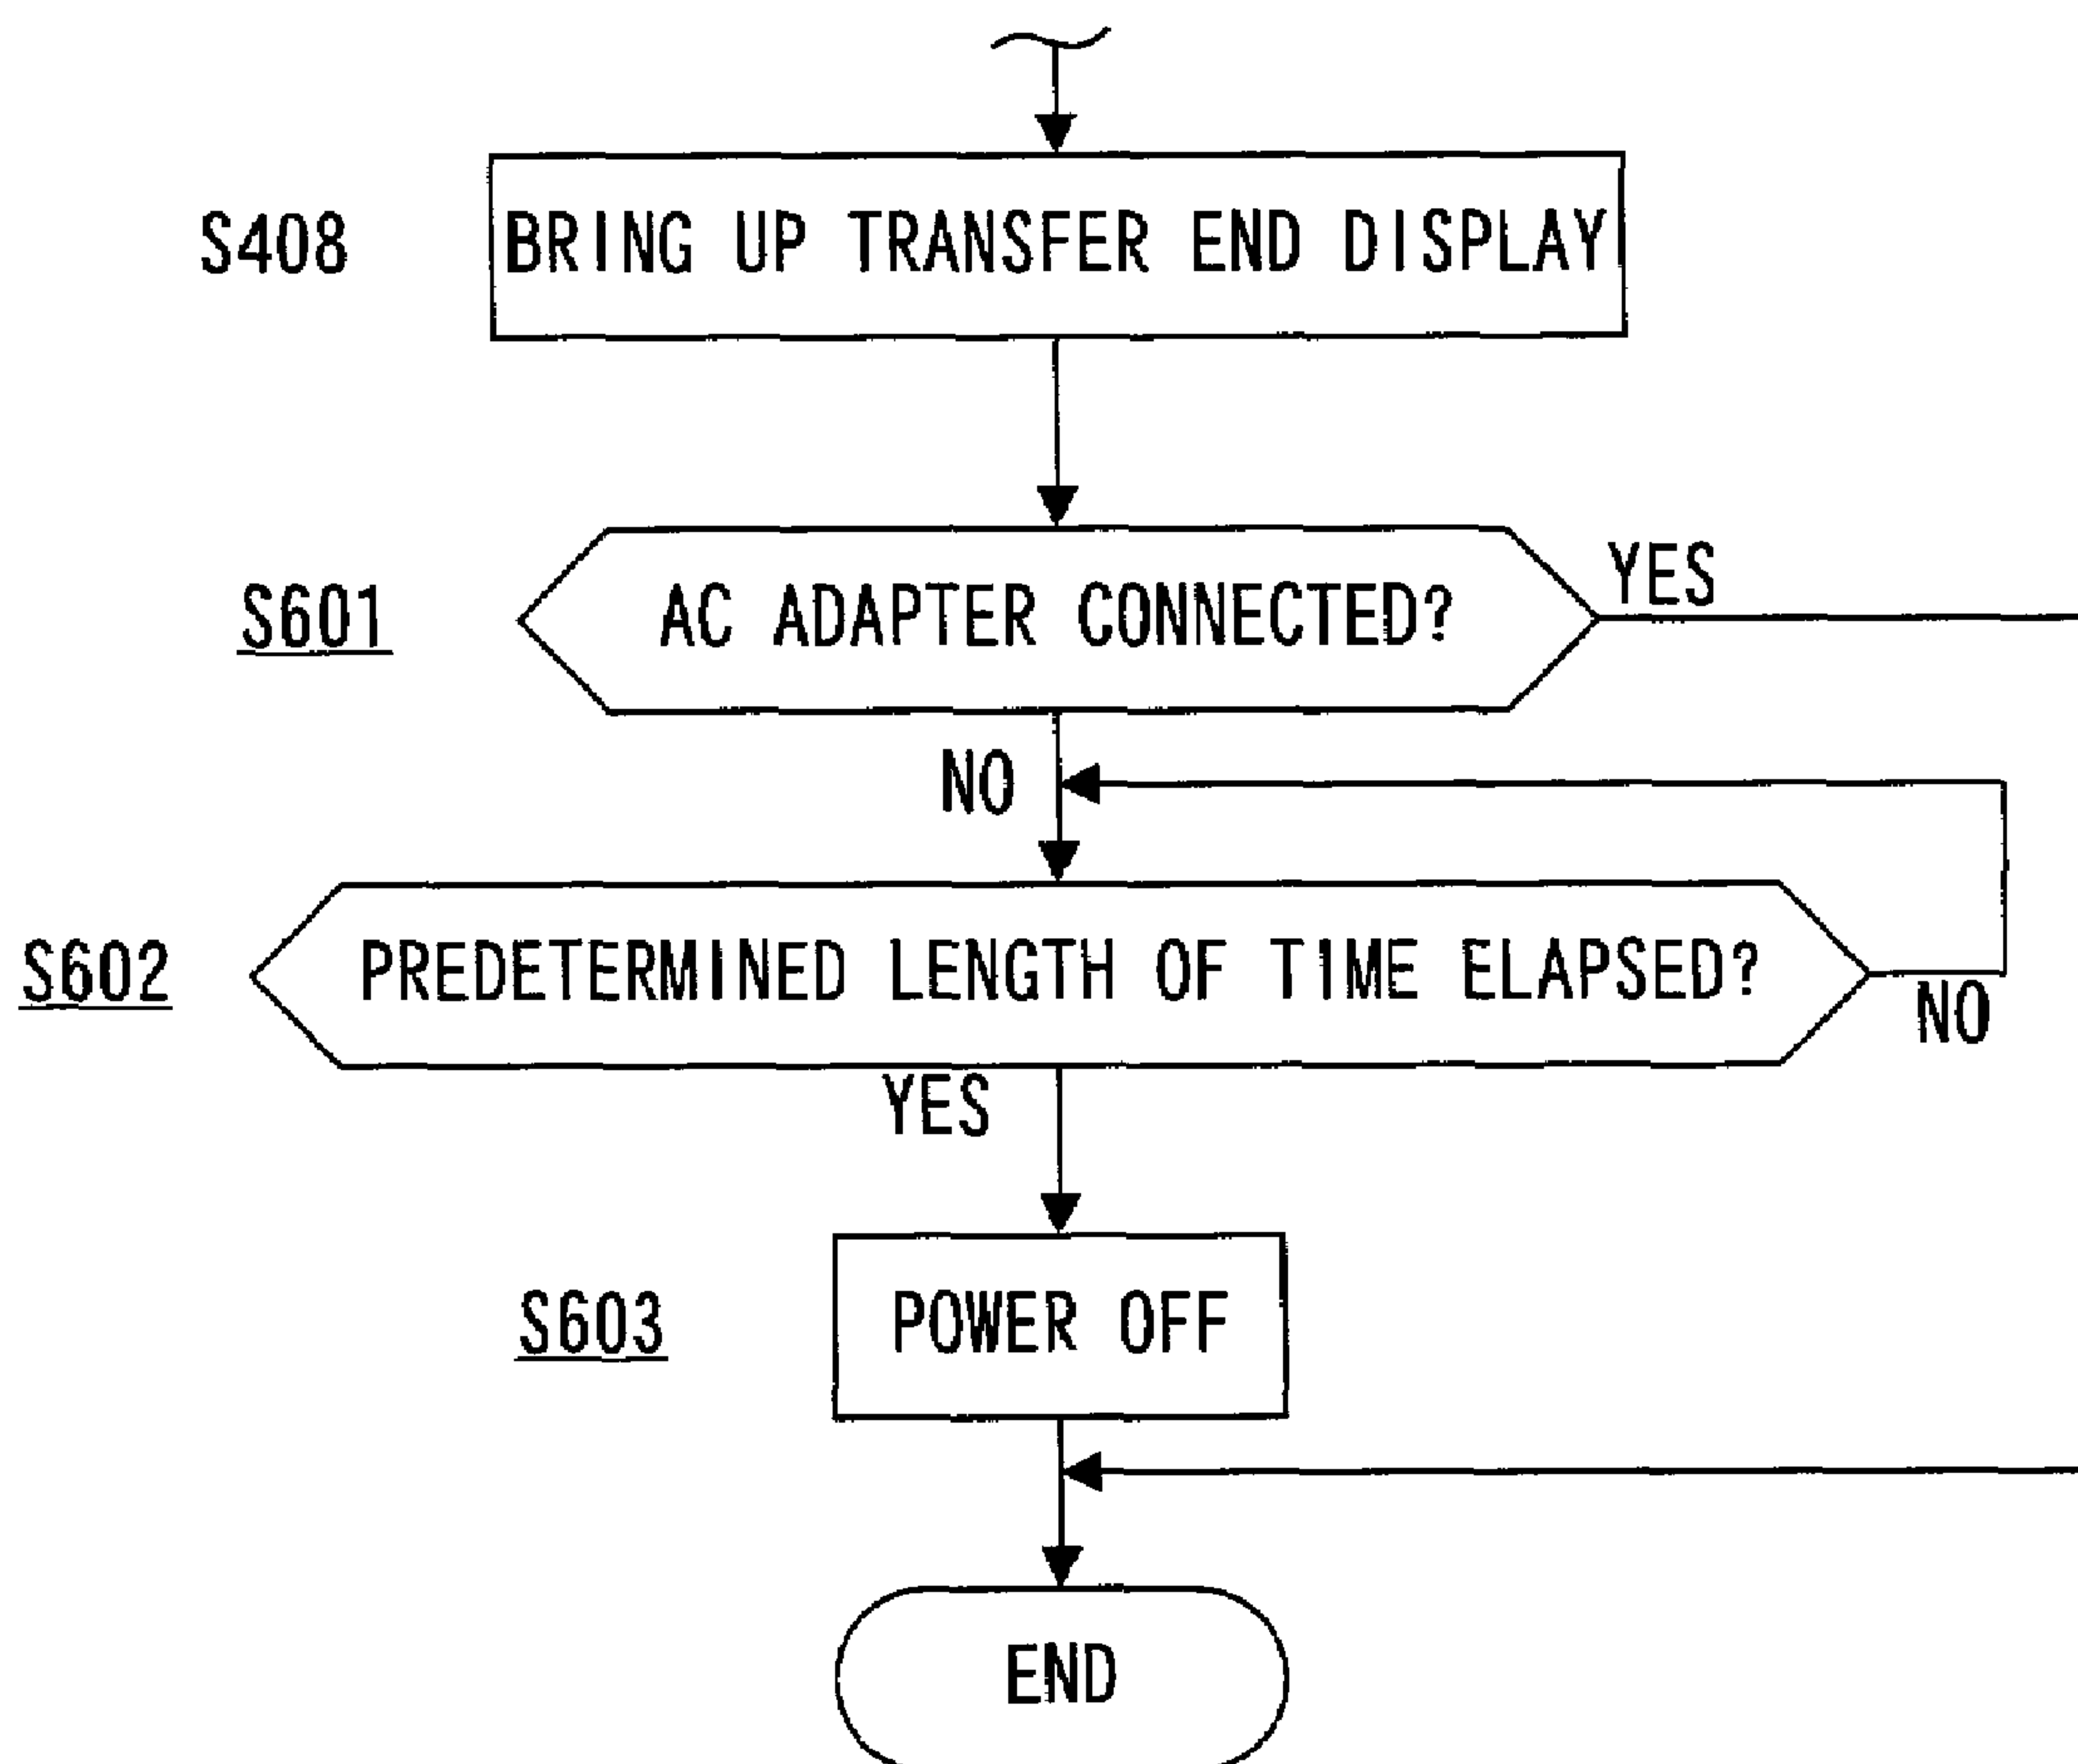 S408
BRING UP TRANSFER END DISPLAY
S601
AC ADAPTER CONNECTED?
YES
NO
S602
PREDETERMINED LENGTH OF TIME ELAPSED?
NO
YES
S603
POWER OFF
END